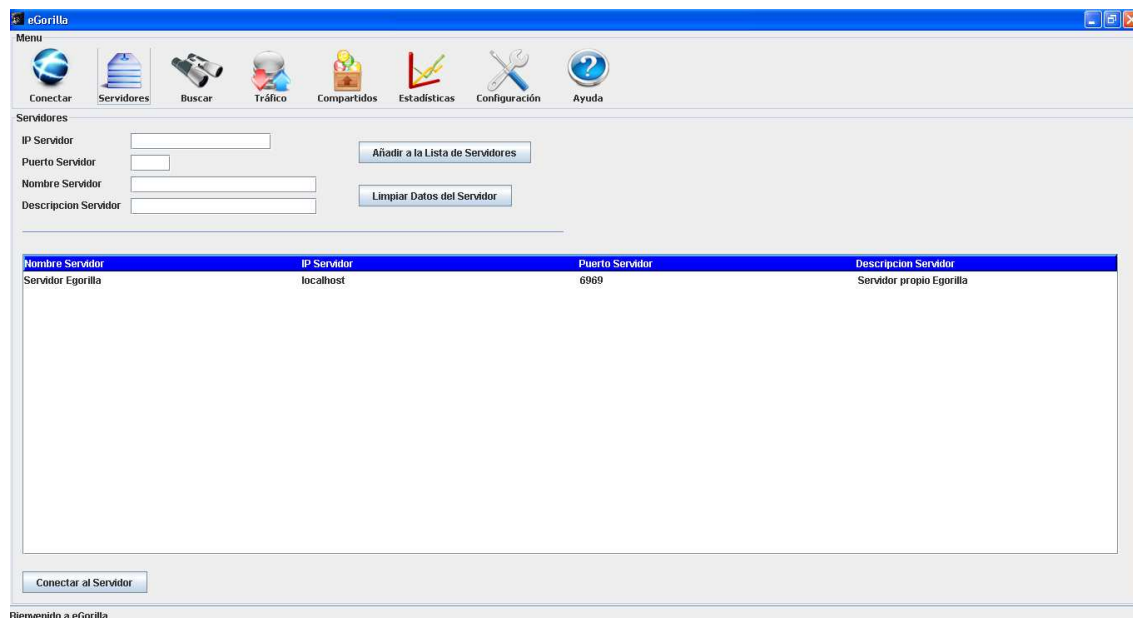 eGorilla
Menu
Conectar Servidores Buscar Tráfico Compartidos Estadísticas Configuración Ayuda
Servidores
IP Servidor
Añadir a la Lista de Servidores
Puerto Servidor
Nombre Servidor
Limpiar Datos del Servidor
Descripcion Servidor
Nombre Servidor IP Servidor Puerto Servidor Descripcion Servidor
Servidor Egorilla localhost 6969 Servidor propio Egorilla
Conectar al Servidor
Bienvenido a eGorilla